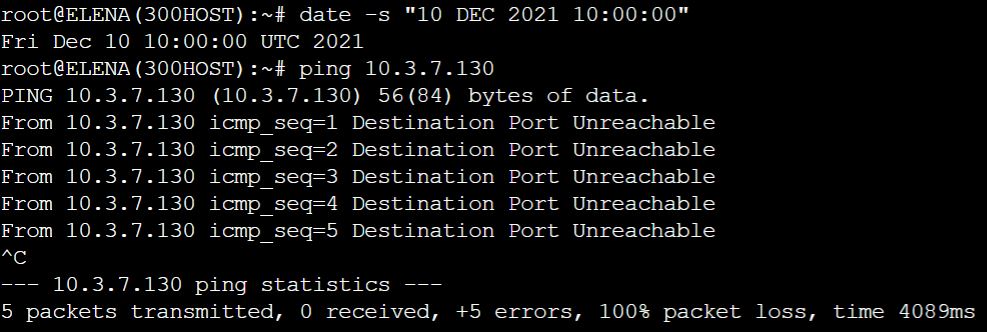 root@ELENA(300HOST):~# date -s "10 DEC 2021 10:00:00"
Fri Dec 10 10:00:00 UTC 2021
root@ELENA(300HOST):~# ping 10.3.7.130
PING 10.3.7.130 (10.3.7.130) 56(84) bytes of data.
From 10.3.7.130 icmp_seq=1 Destination Port Unreachable
From 10.3.7.130 icmp_seq=2 Destination Port Unreachable
From 10.3.7.130 icmp_seq=3 Destination Port Unreachable
From 10.3.7.130 icmp_seq=4 Destination Port Unreachable
From 10.3.7.130 icmp_seq=5 Destination Port Unreachable
^C
--- 10.3.7.130 ping statistics ---
5 packets transmitted, 0 received, +5 errors, 100% packet loss, time 4089ms